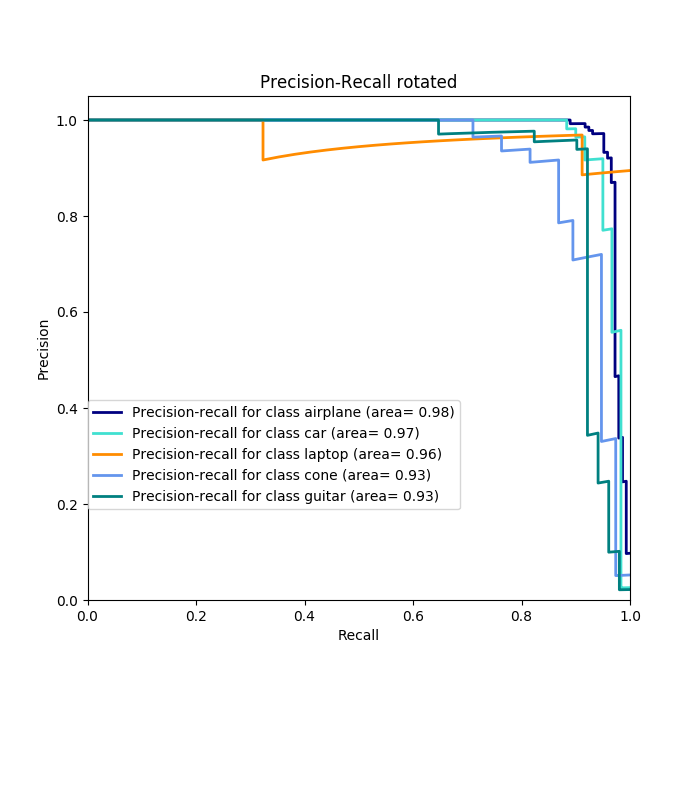 Precision-Recall rotated
1.0
0.8
0.6
0.4
0.2
0.0
Precision
Precision-recall for class airplane (area= 0.98)
Precision-recall for class car (area= 0.97)
Precision-recall for class laptop (area= 0.96)
Precision-recall for class cone (area= 0.93)
Precision-recall for class guitar (area= 0.93)
0.0 0.2 0.4 0.6 0.8 1.0
Recall